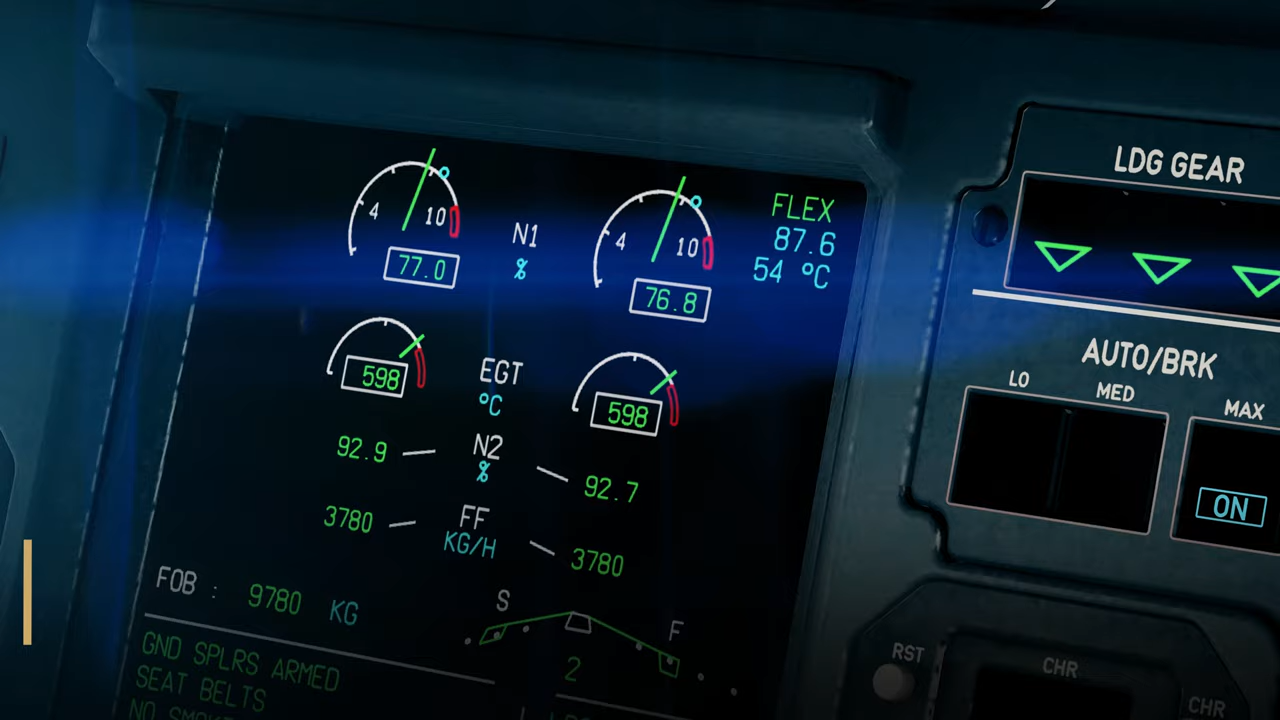 4 10
77.0
N1
%
4 10
76.8
FLEX
87.6
54 °C
598
EGT
°C
598
92.9
N2
%
92.7
3780
FF
KG/H
3780
FOB : 9780 KG
S
F
2
GND SPLRS ARMED
SEAT BELTS
LDG GEAR
AUTO/BRK
LO
MED
MAX
ON
RST
CHR
CHR